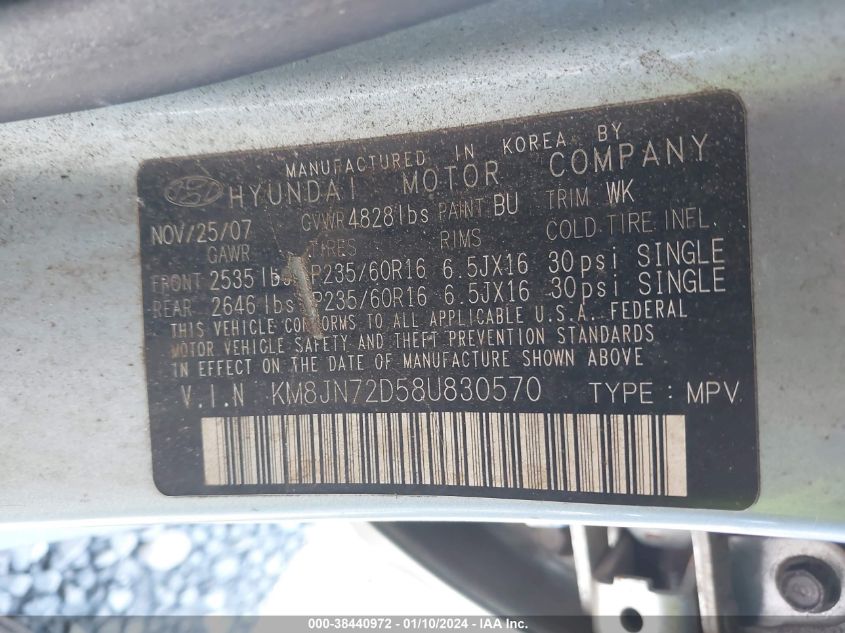 MANUFACTURED IN KOREA BY
HYUNDAI MOTOR COMPANY
NOV/25/07 GVWR 4828lbs PAINT BU TRIM WK
GAWR TIRES RIMS COLD TIRE INFL.
FRONT 2535 lbs P235/60R16 6.5JX16 30psi SINGLE
REAR 2646 lbs P235/60R16 6.5JX16 30psi SINGLE
THIS VEHICLE CONFORMS TO ALL APPLICABLE U.S.A. FEDERAL
MOTOR VEHICLE SAFETY AND THEFT PREVENTION STANDARDS
IN EFFECT ON THE DATE OF MANUFACTURE SHOWN ABOVE
V.I.N KM8JN72D58U830570 TYPE : MPV
000-38440972 - 01/10/2024 - IAA Inc.